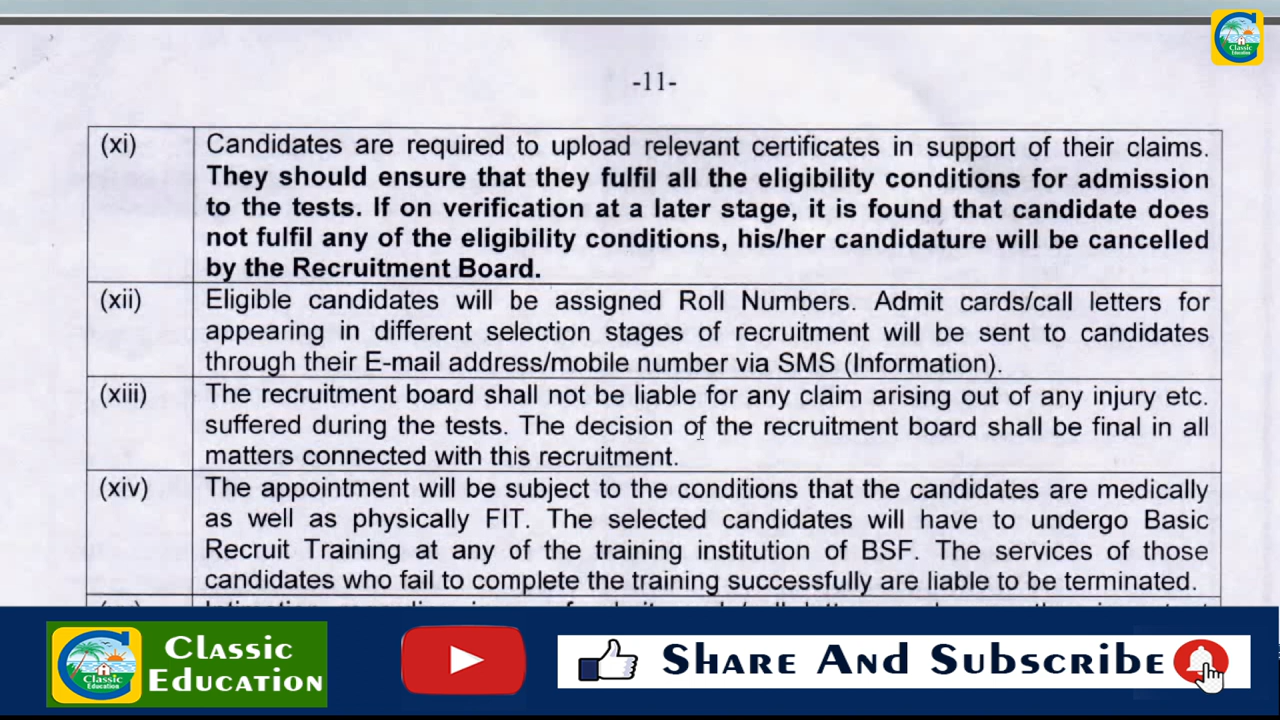 Classic
Education
-11-
(xi) Candidates are required to upload relevant certificates in support of their claims.
They should ensure that they fulfil all the eligibility conditions for admission
to the tests. If on verification at a later stage, it is found that candidate does
not fulfil any of the eligibility conditions, his/her candidature will be cancelled
by the Recruitment Board.
(xii) Eligible candidates will be assigned Roll Numbers. Admit cards/call letters for
appearing in different selection stages of recruitment will be sent to candidates
through their E-mail address/mobile number via SMS (Information).
(xiii) The recruitment board shall not be liable for any claim arising out of any injury etc.
suffered during the tests. The decision of the recruitment board shall be final in all
matters connected with this recruitment.
(xiv) The appointment will be subject to the conditions that the candidates are medically
as well as physically FIT. The selected candidates will have to undergo Basic
Recruit Training at any of the training institution of BSF. The services of those
candidates who fail to complete the training successfully are liable to be terminated.
Classic
Education
Classic
Education
Share And Subscribe